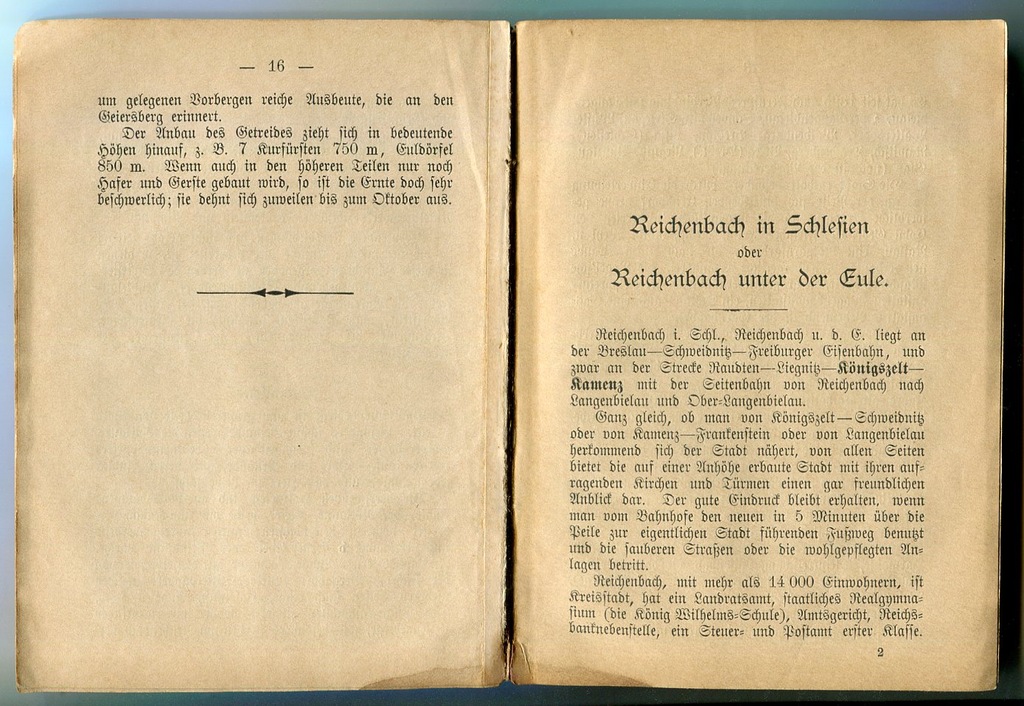 — 16 —
um gelegenen Vorbergen reiche Ausbeute, die an den
Geiersberg erinnert.
Der Anbau des Getreides zieht sich in bedeutende
Höhen hinauf, z. B. 7 Kurfürsten 750 m, Euldörfel
850 m. Wenn auch in den höheren Teilen nur noch
Hafer und Gerste gebaut wird, so ist die Ernte doch sehr
beschwerlich; sie dehnt sich zuweilen bis zum Oktober aus.
Reichenbach in Schlesien
oder
Reichenbach unter der Eule.
Reichenbach i. Schl., Reichenbach u. d. E. liegt an
der Breslau—Schweidnitz—Freiburger Eisenbahn, und
zwar an der Strecke Raudten—Liegnitz—Königszelt—
Kamenz mit der Seitenbahn von Reichenbach nach
Langenbielau und Ober-Langenbielau.
Ganz gleich, ob man von Königszelt—Schweidnitz
oder von Kamenz—Frankenstein oder von Langenbielau
herkommend sich der Stadt nähert, von allen Seiten
bietet die auf einer Anhöhe erbaute Stadt mit ihren auf-
ragenden Kirchen und Türmen einen gar freundlichen
Anblick dar. Der gute Eindruck bleibt erhalten, wenn
man vom Bahnhofe den neuen in 5 Minuten über die
Peile zur eigentlichen Stadt führenden Fußweg benutzt
und die sauberen Straßen oder die wohlgepflegten An-
lagen betritt.
Reichenbach, mit mehr als 14 000 Einwohnern, ist
Kreisstadt, hat ein Landratsamt, staatliches Realgymna-
sium (die König Wilhelms-Schule), Amtsgericht, Reichs-
banknebenstelle, ein Steuer- und Postamt erster Klasse.
2